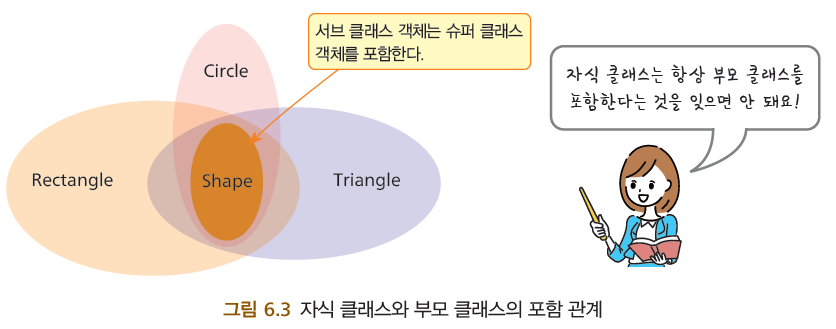 서브 클래스 객체는 슈퍼 클래스
객체를 포함한다.
Circle
Rectangle
Shape
Triangle
자식 클래스는 항상 부모 클래스를
포함한다는 것을 잊으면 안 돼요!
그림 6.3 자식 클래스와 부모 클래스의 포함 관계